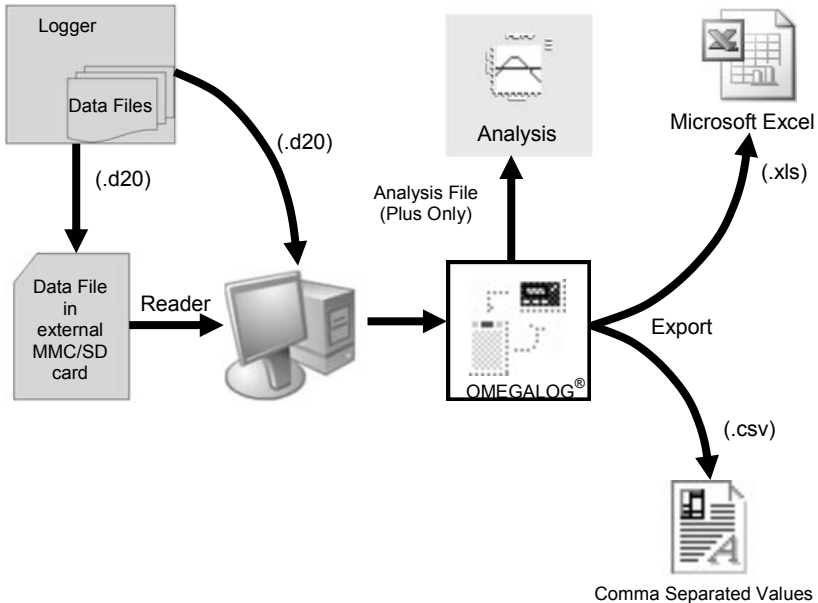 Logger
Data Files
(.d20)
(.d20)
Data File
in
external
MMC/SD
card
Reader
Analysis
Analysis File
(Plus Only)
OMEGALOG®
Export
Microsoft Excel
(.xls)
(.csv)
Comma Separated Values